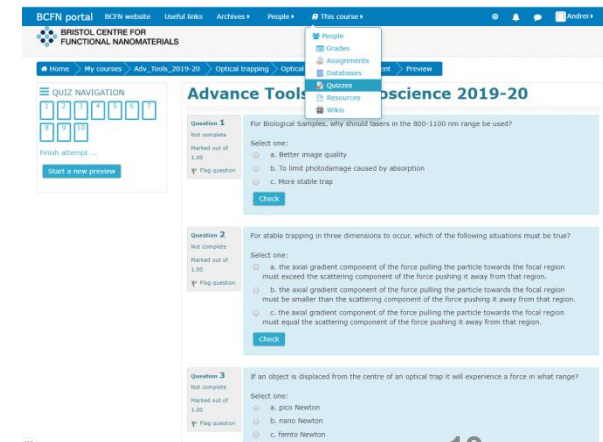 BCFN portal BCFN website Useful links Archives People This course Andrei
BRISTOL CENTRE FOR
FUNCTIONAL NANOMATERIALS
People
Grades
Assignments
Databases
Quizzes
Resources
Wikis
Home My courses Adv_Tools_2019-20 Optical trapping Optical Preview
QUIZ NAVIGATION
1 2 3 4 5 6 7
8 9 10
Finish attempt ...
Start a new preview
Advance Tools oscience 2019-20
Question 1
Not complete
Marked out of
1.00
Flag question
For Biological Samples, why should lasers in the 800-1100 nm range be used?
Select one:
a. Better image quality
b. To limit photodamage caused by absorption
c. More stable trap
Check
Question 2
Not complete
Marked out of
1.00
Flag question
For stable trapping in three dimensions to occur, which of the following situations must be true?
Select one:
a. the axial gradient component of the force pulling the particle towards the focal region
must exceed the scattering component of the force pushing it away from that region.
b. the axial gradient component of the force pulling the particle towards the focal region
must be smaller than the scattering component of the force pushing it away from that region.
c. the axial gradient component of the force pulling the particle towards the focal region
must equal the scattering component of the force pushing it away from that region.
Check
Question 3
Not complete
Marked out of
1.00
Flag question
If an object is displaced from the centre of an optical trap it will experience a force in what range?
Select one:
a. pico Newton
b. nano Newton
c. femto Newton